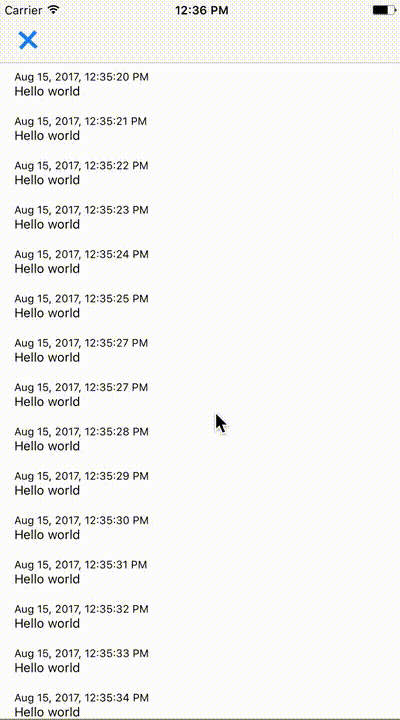 Carrier 12:36 PM
Aug 15, 2017, 12:35:20 PM
Hello world
Aug 15, 2017, 12:35:21 PM
Hello world
Aug 15, 2017, 12:35:22 PM
Hello world
Aug 15, 2017, 12:35:23 PM
Hello world
Aug 15, 2017, 12:35:24 PM
Hello world
Aug 15, 2017, 12:35:25 PM
Hello world
Aug 15, 2017, 12:35:27 PM
Hello world
Aug 15, 2017, 12:35:27 PM
Hello world
Aug 15, 2017, 12:35:28 PM
Hello world
Aug 15, 2017, 12:35:29 PM
Hello world
Aug 15, 2017, 12:35:30 PM
Hello world
Aug 15, 2017, 12:35:31 PM
Hello world
Aug 15, 2017, 12:35:32 PM
Hello world
Aug 15, 2017, 12:35:33 PM
Hello world
Aug 15, 2017, 12:35:34 PM
Hello world